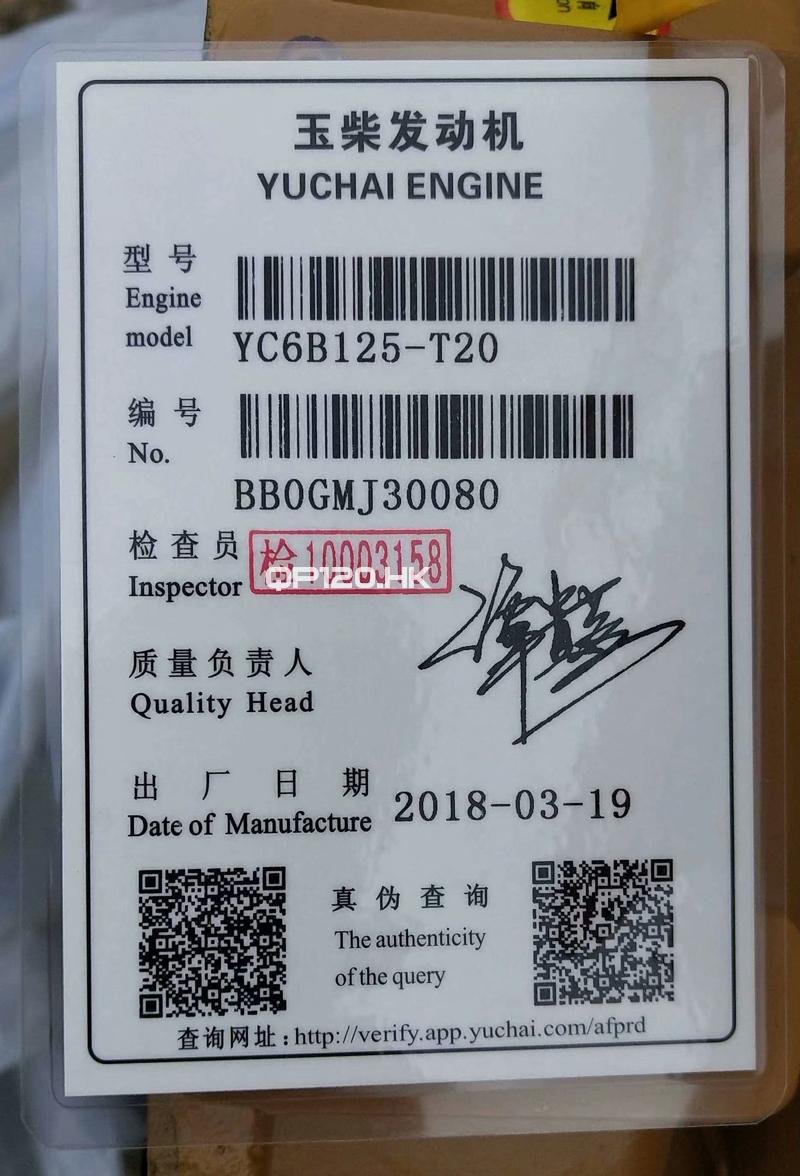 玉柴发动机
YUCHAI ENGINE
型号
Engine
model
YC6B125-T20
编号
No.
BB0GMJ30080
检查员
Inspector
检10003158
QP120.HK
质量负责人
Quality Head
出厂日期
Date of Manufacture
2018-03-19
真伪查询
The authenticity
of the query
查询网址:http://verify.app.yuchai.com/afprd